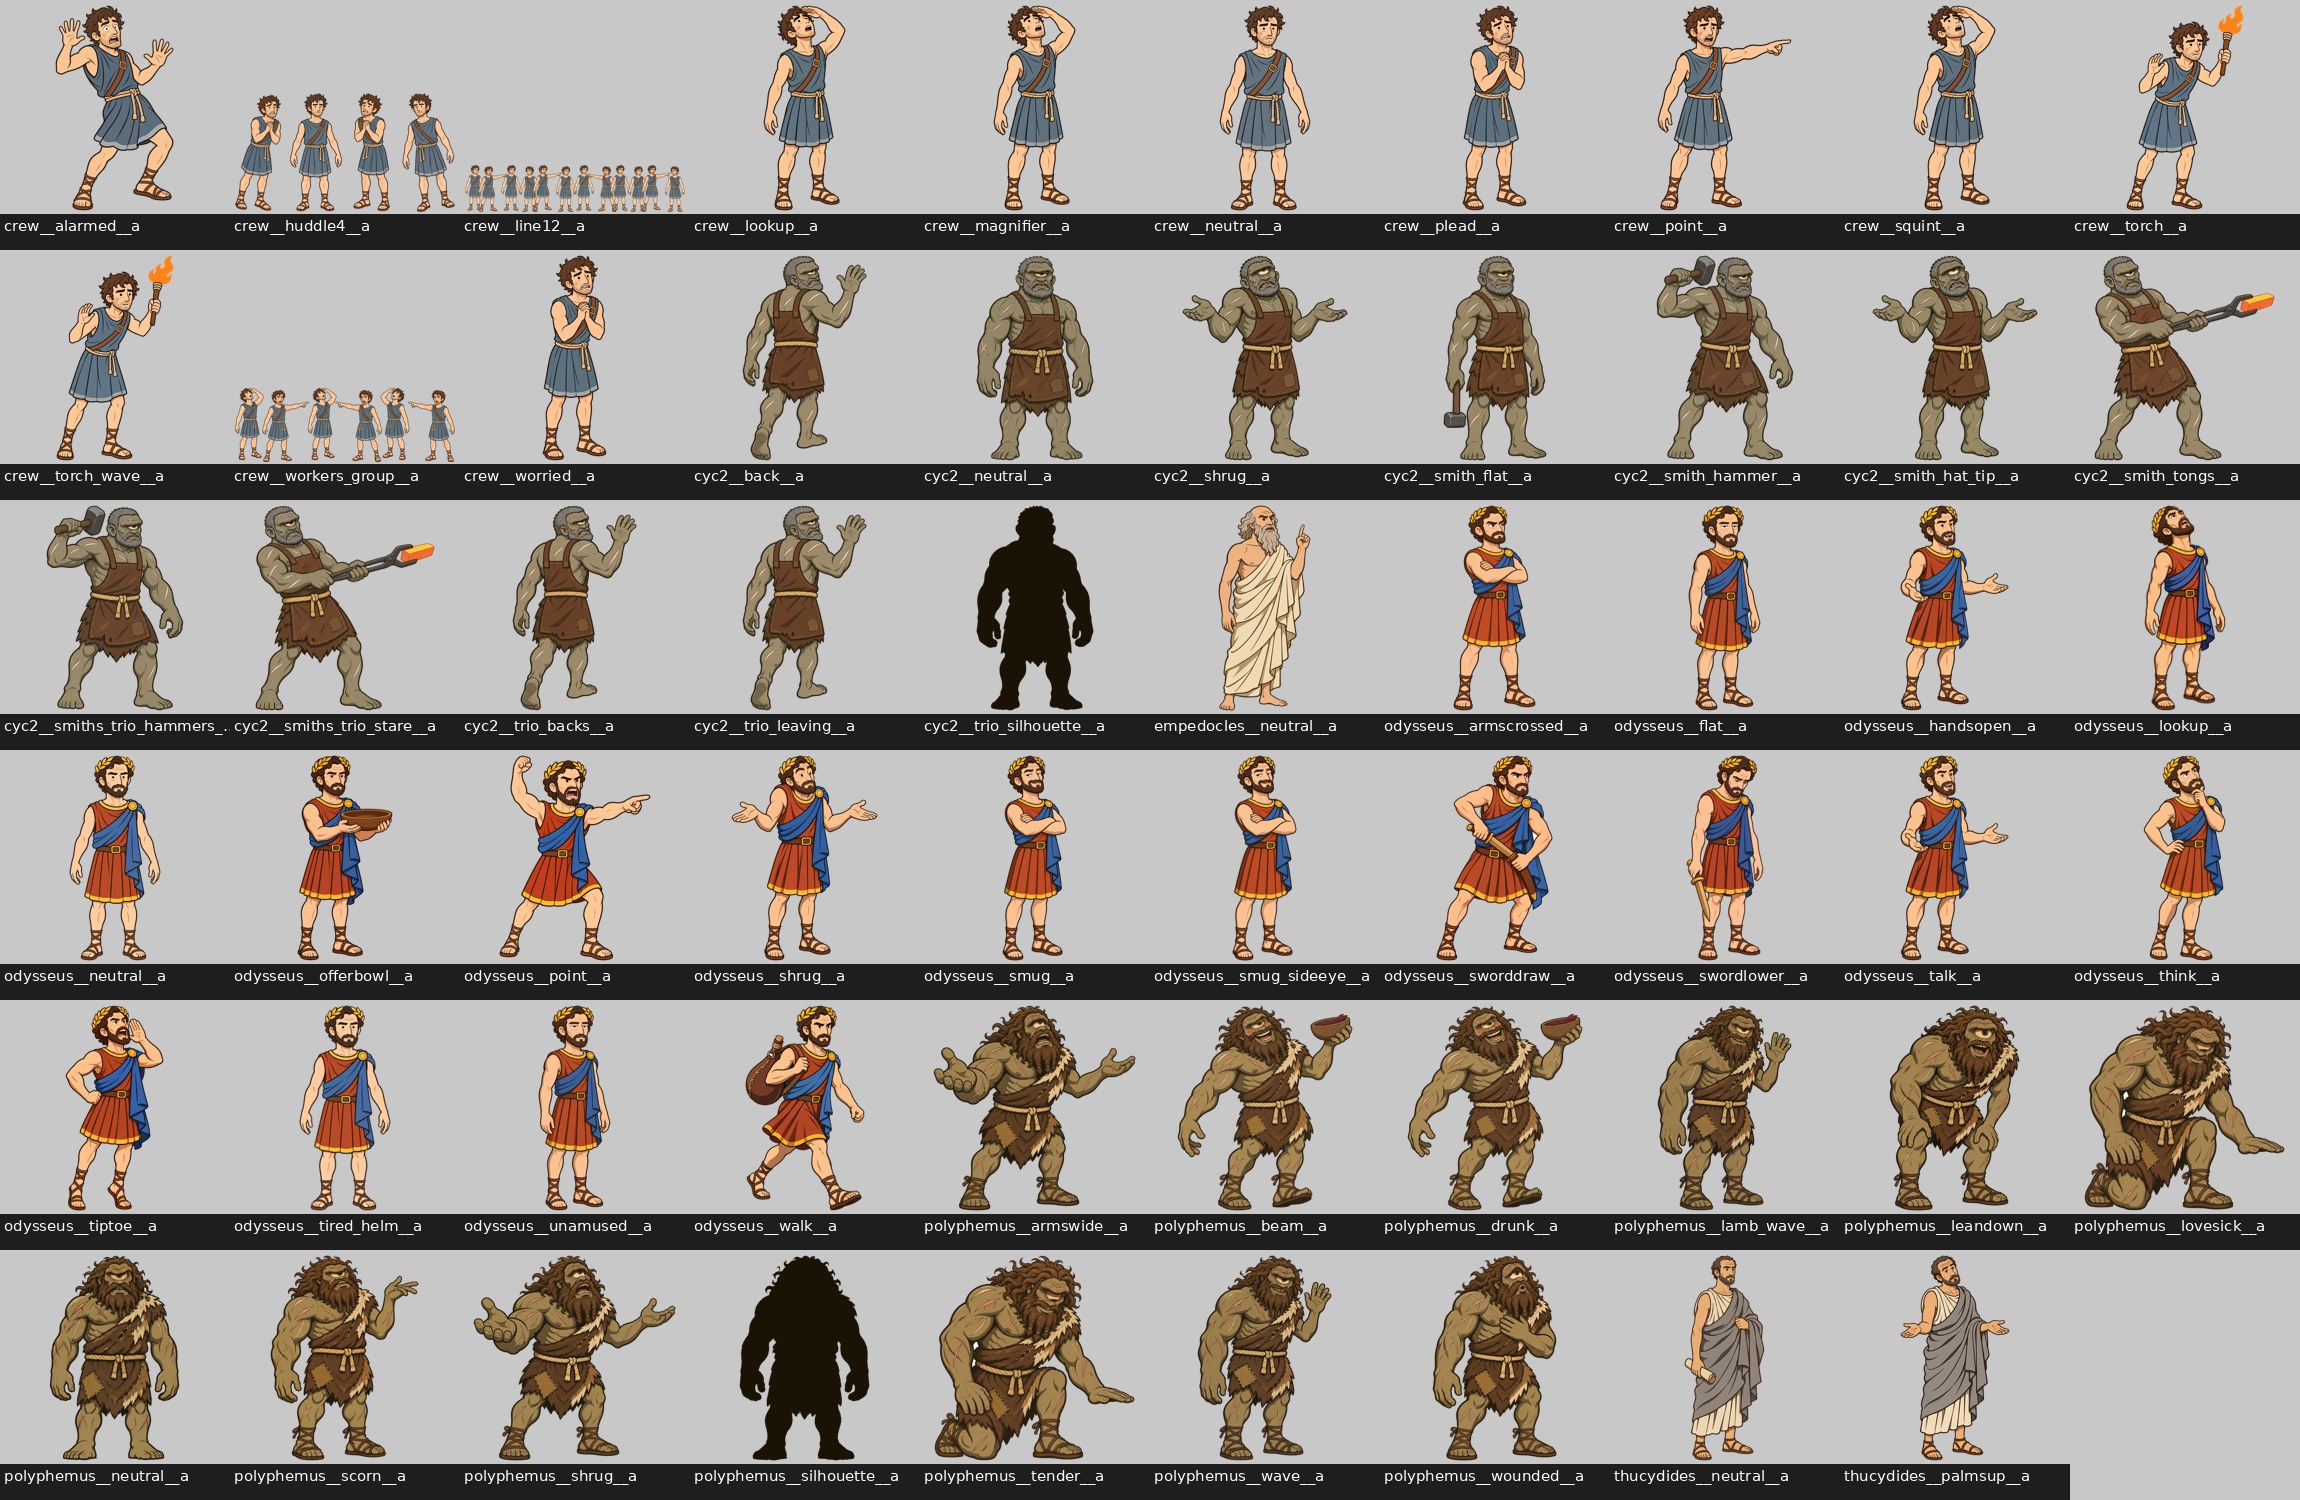 crew__alarmed__a
crew__huddle4__a
crew__line12__a
crew__lookup__a
crew__magnifier__a
crew__neutral__a
crew__plead__a
crew__point__a
crew__squint__a
crew__torch__a
crew__torch_wave__a
crew__workers_group__a
crew__worried__a
cyc2__back__a
cyc2__neutral__a
cyc2__shrug__a
cyc2__smith_flat__a
cyc2__smith_hammer__a
cyc2__smith_hat_tip__a
cyc2__smith_tongs__a
cyc2__smiths_trio_hammers_.
cyc2__smiths_trio_stare__a
cyc2__trio_backs__a
cyc2__trio_leaving__a
cyc2__trio_silhouette__a
empedocles__neutral__a
odysseus__armscrossed__a
odysseus__flat__a
odysseus__handsopen__a
odysseus__lookup__a
odysseus__neutral__a
odysseus__offerbowl__a
odysseus__point__a
odysseus__shrug__a
odysseus__smug__a
odysseus__smug_sideeye__a
odysseus__sworddraw__a
odysseus__swordlower__a
odysseus__talk__a
odysseus__think__a
odysseus__tiptoe__a
odysseus__tired_helm__a
odysseus__unamused__a
odysseus__walk__a
polyphemus__armswide__a
polyphemus__beam__a
polyphemus__drunk__a
polyphemus__lamb_wave__a
polyphemus__leandown__a
polyphemus__lovesick__a
polyphemus__neutral__a
polyphemus__scorn__a
polyphemus__shrug__a
polyphemus__silhouette__a
polyphemus__tender__a
polyphemus__wave__a
polyphemus__wounded__a
thucydides__neutral__a
thucydides__palmsup__a